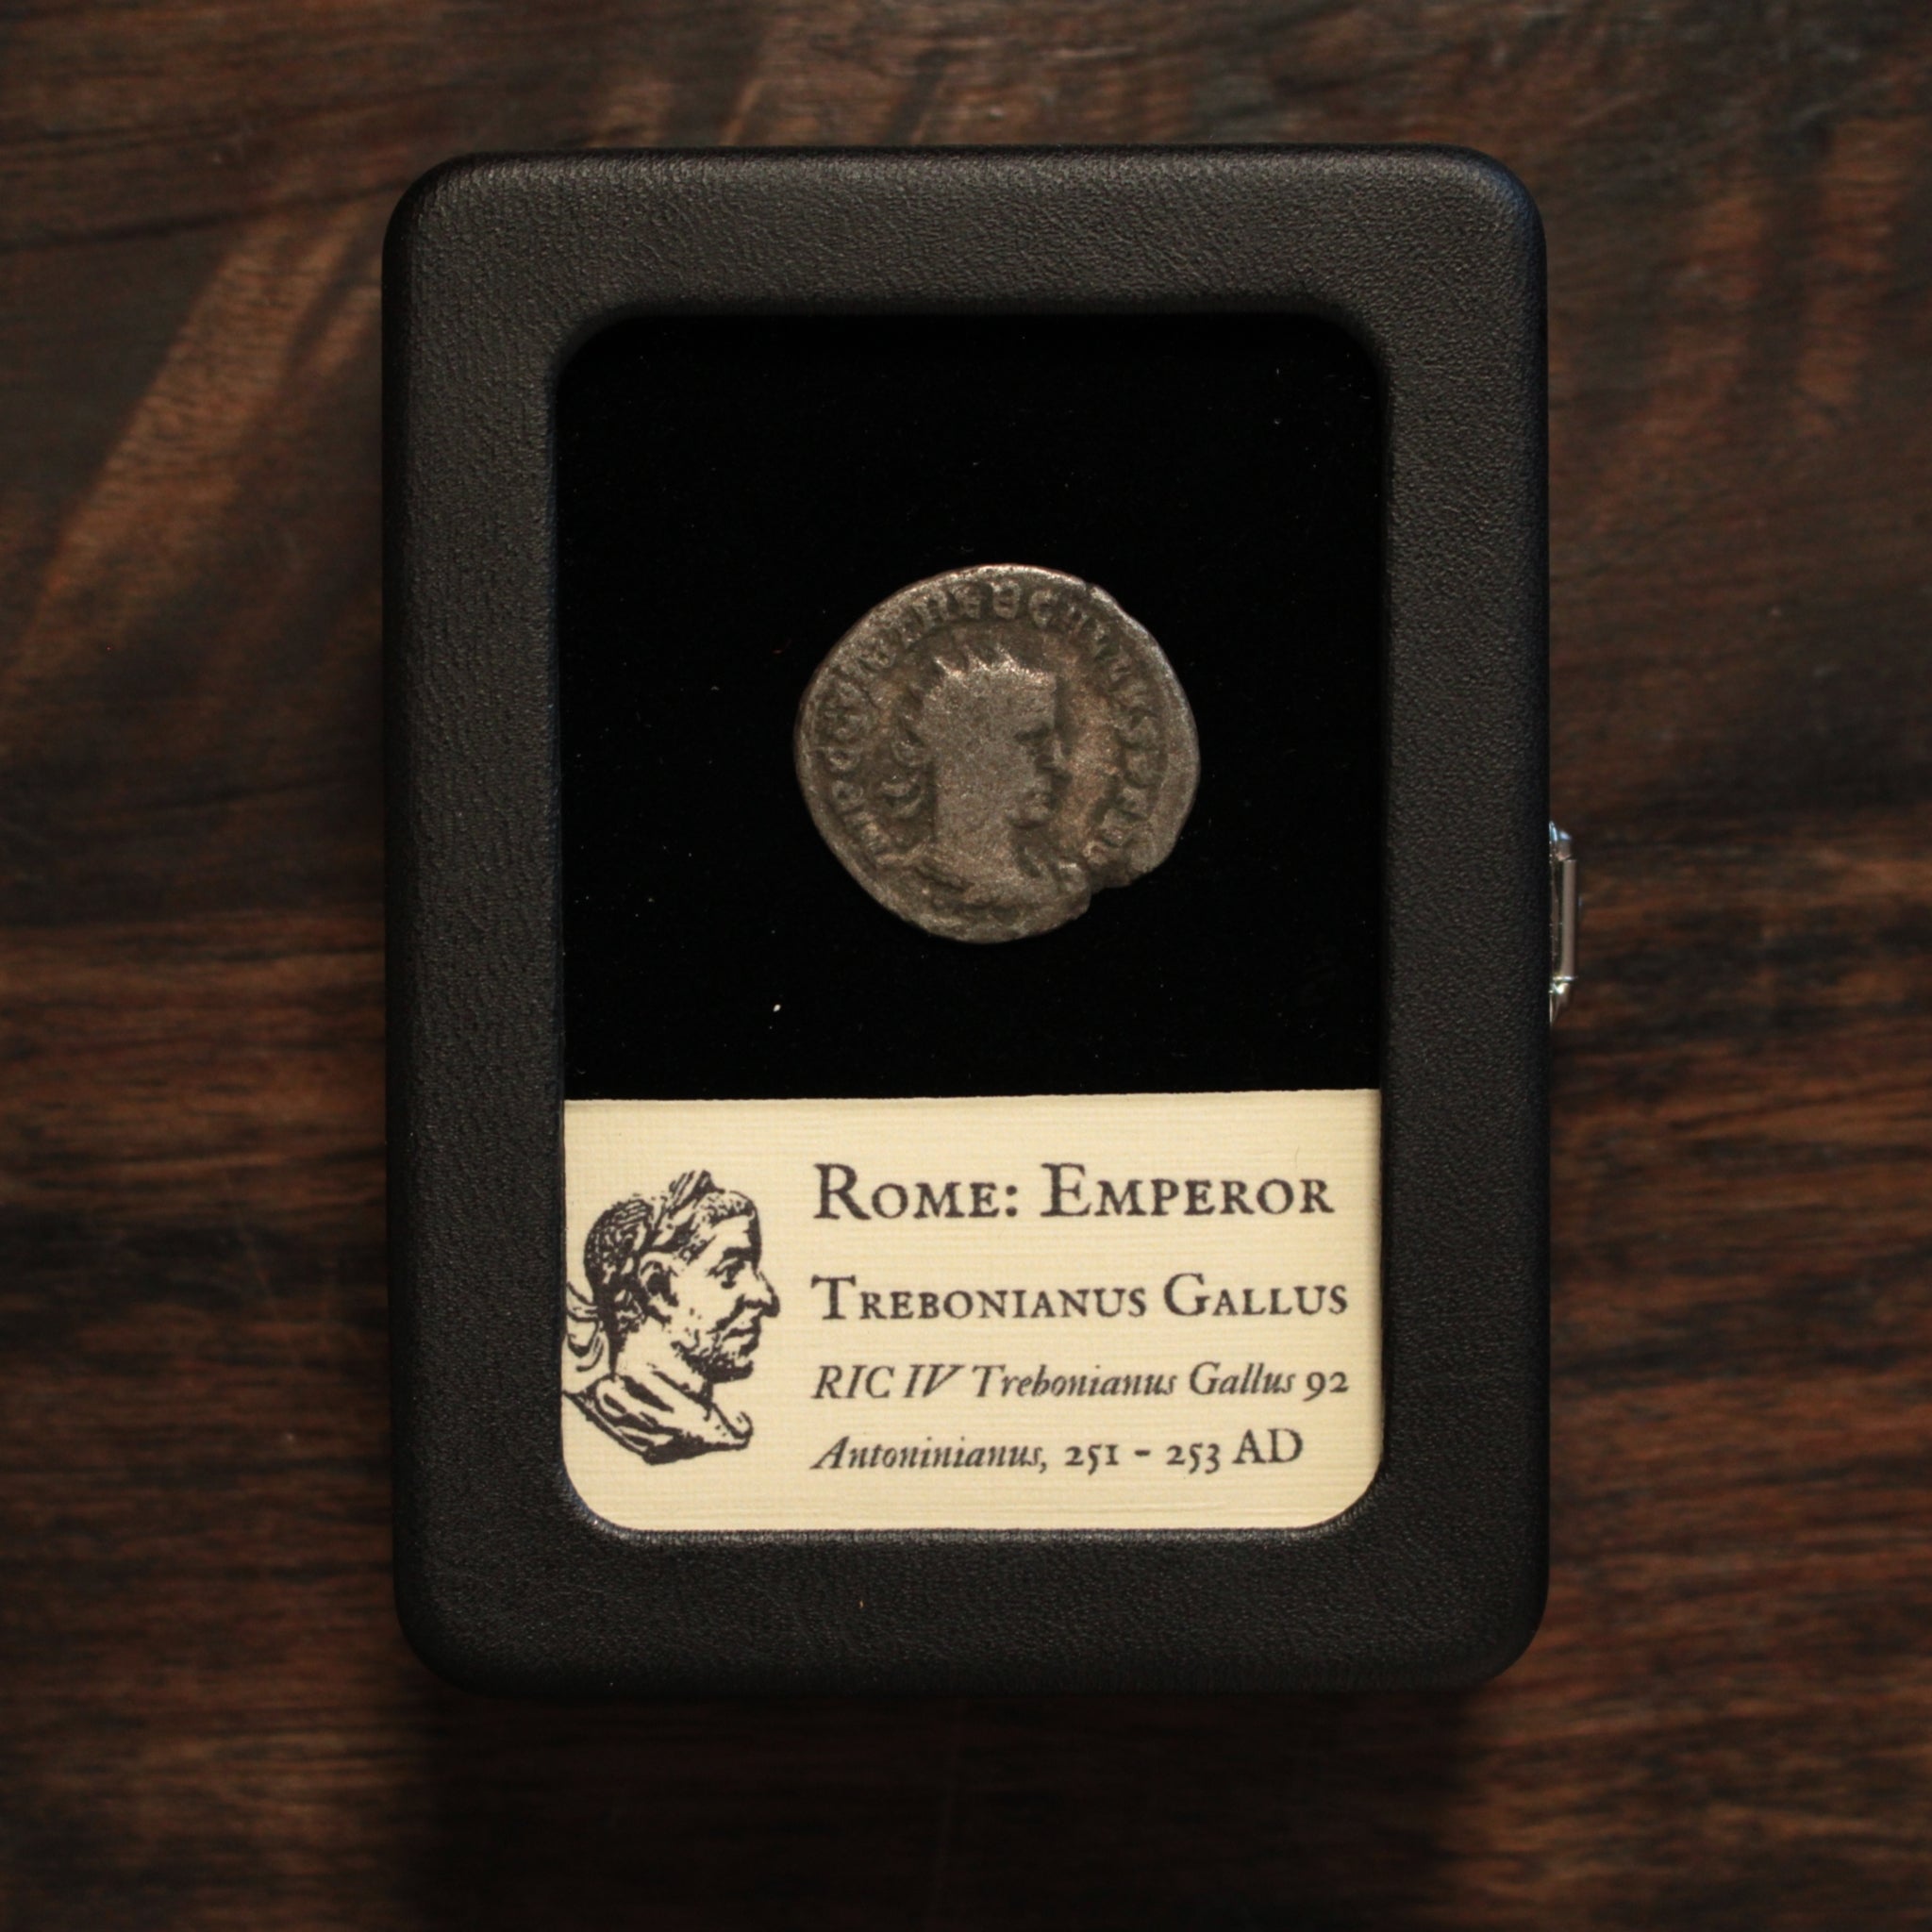 ROME: EMPEROR
TREBONIANUS GALLUS
RIC IV Trebonianus Gallus 92
Antoninianus, 251 - 253 AD